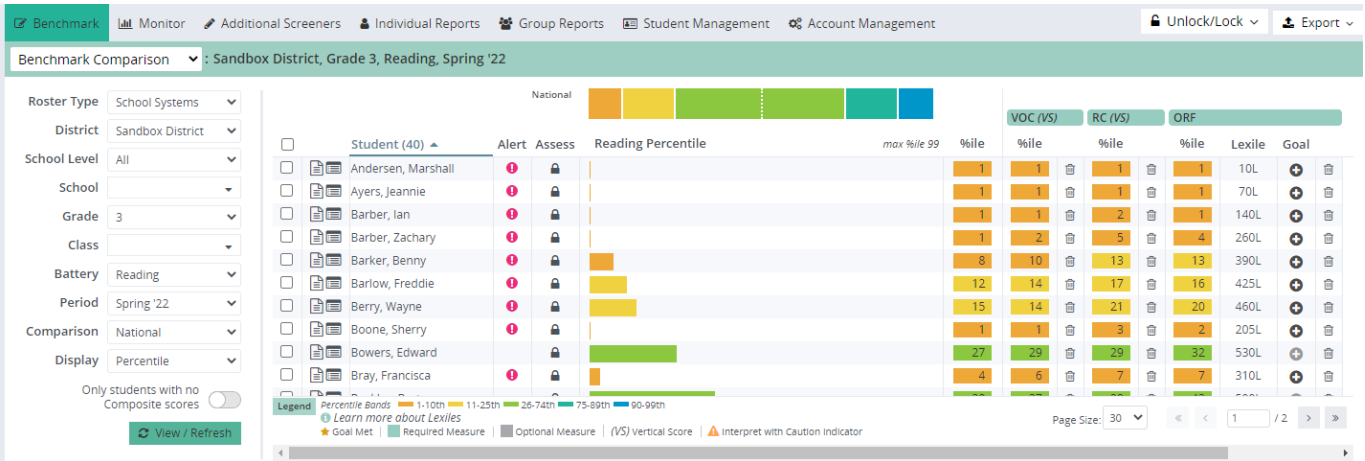 Benchmark Monitor Additional Screeners Individual Reports Group Reports Student Management Account Management Unlock/Lock Export
Benchmark Comparison : Sandbox District, Grade 3, Reading, Spring '22
Roster Type School Systems
District Sandbox District
School Level All
School
Grade 3
Class
Battery Reading
Period Spring '22
Comparison National
Display Percentile
Only students with no
Composite scores
View / Refresh
National
VOC (VS) RC (VS) ORF
Student (40) Alert Assess Reading Percentile max %ile 99 %ile %ile %ile %ile Lexile Goal
Andersen, Marshall 1 1 1 1 10L
Ayers, Jeannie 1 1 1 1 70L
Barber, Ian 1 1 2 1 140L
Barber, Zachary 1 2 5 4 260L
Barker, Benny 8 10 13 13 390L
Barlow, Freddie 12 14 17 16 425L
Berry, Wayne 15 14 21 20 460L
Boone, Sherry 1 1 3 2 205L
Bowers, Edward 27 29 29 32 530L
Bray, Francisca 4 6 7 7 310L
Legend Percentile Bands 1-10th 11-25th 26-74th 75-89th 90-99th
Learn more about Lexiles
Goal Met | Required Measure | Optional Measure | (VS) Vertical Score | Interpret with Caution Indicator
Page Size: 30 « < 1 / 2 > »